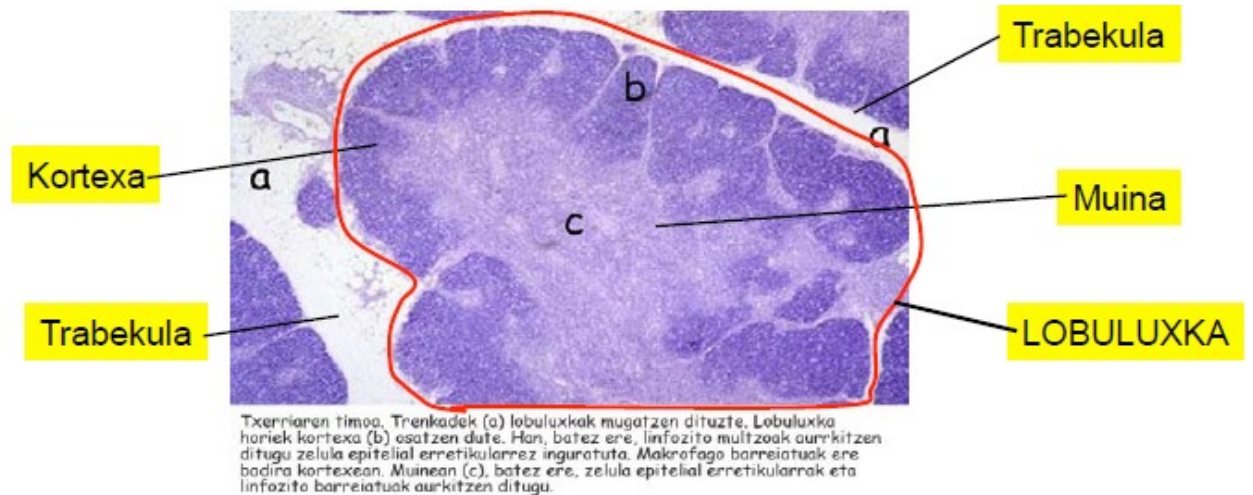 Trabekula
b
a
Kortexa
a
Muina
c
Trabekula
LOBULUXKA
Txerriaren timoa. Trenkadek (a) lobuluxkak mugatzen dituzte. Lobuluxka
horiek kortexa (b) osatzen dute. Han, batez ere, linfozito multzoak aurrkitzen
ditugu zelula epitelial erretikularrez inguratuta. Makrofago barreiatuak ere
badira kortexean. Muinean (c), batez ere, zelula epitelial erretikularrak eta
linfozito barreiatuak aurkitzen ditugu.